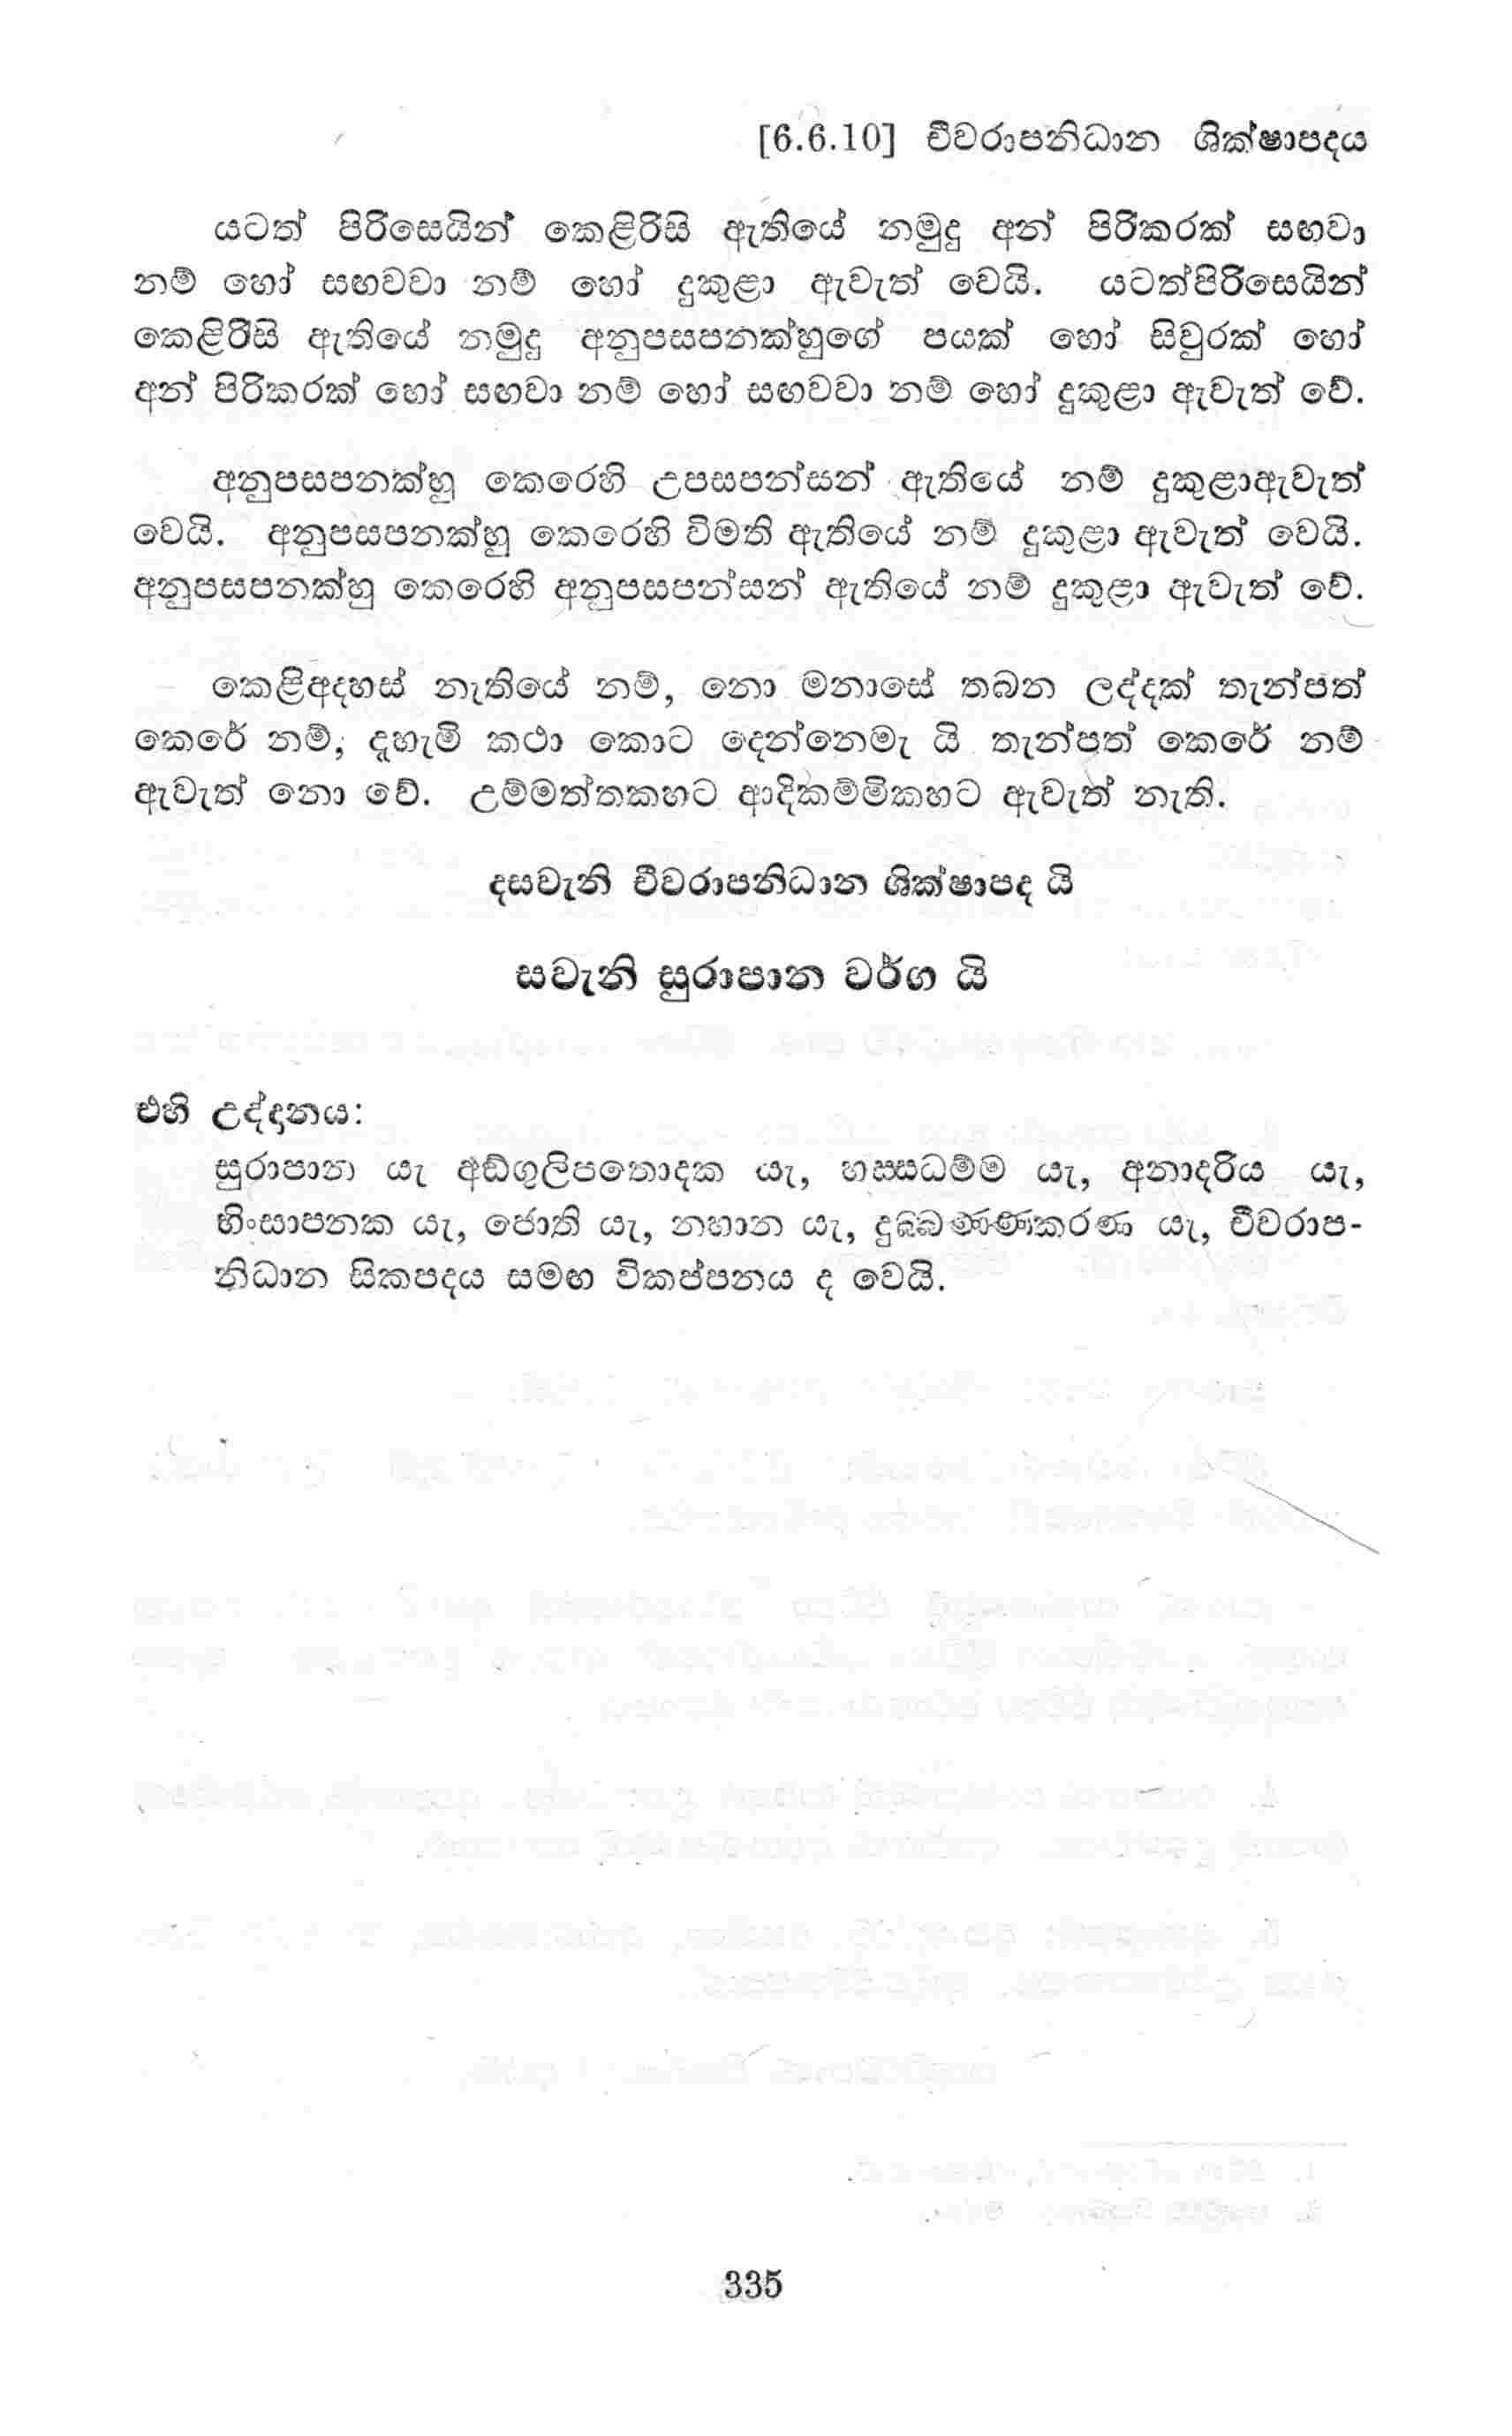 [6.6.10] චීවරාපනිධාන ශික්ෂාපදය
යටත් පිරිසෙයින් කෙළිරිසි ඇතියේ නමුදු අන් පිරිකරක් සඟවා
නම් හෝ සඟවවා නම් හෝ දුකුළා ඇවැත් වෙයි. යටත්පිරිසෙයින්
කෙළිරිසි ඇතියේ නමුදු අනුපසපනක්හුගේ පයක් හෝ සිවුරක් හෝ
අන් පිරිකරක් හෝ සඟවා නම් හෝ සඟවවා නම් හෝ දුකුළා ඇවැත් වේ.
අනුපසපනක්හු කෙරෙහි උපසපන්සන් ඇතියේ නම් දුකුළාඇවැත්
වෙයි. අනුපසපනක්හු කෙරෙහි විමති ඇතියේ නම් දුකුළා ඇවැත් වෙයි.
අනුපසපනක්හු කෙරෙහි අනුපසපන්සන් ඇතියේ නම් දුකුළා ඇවැත් වේ.
කෙළිඅදහස් නැතියේ නම්, නො මනාසේ තබන ලද්දක් තැන්පත්
කෙරේ නම්, දැහැමි කථා කොට දෙන්නෙමැ යි තැන්පත් කෙරේ නම්
ඇවැත් නො වේ. උම්මත්තකහට ආදිකම්මිකහට ඇවැත් නැති.
දසවැනි චීවරාපනිධාන ශික්ෂාපද යි
සවැනි සුරාපාන වර්ග යි
එහි උද්දනය:
සුරාපාන යැ අඞ්ගුලිපතොදක යැ, හස්සධම්ම යැ, අනාදරිය යැ,
භිංසාපනක යැ, ජොති යැ, නහාන යැ, දුබ්බණ්ණකරණ යැ, චීවරාප-
නිධාන සිකපදය සමඟ විකප්පනය ද වෙයි.
335